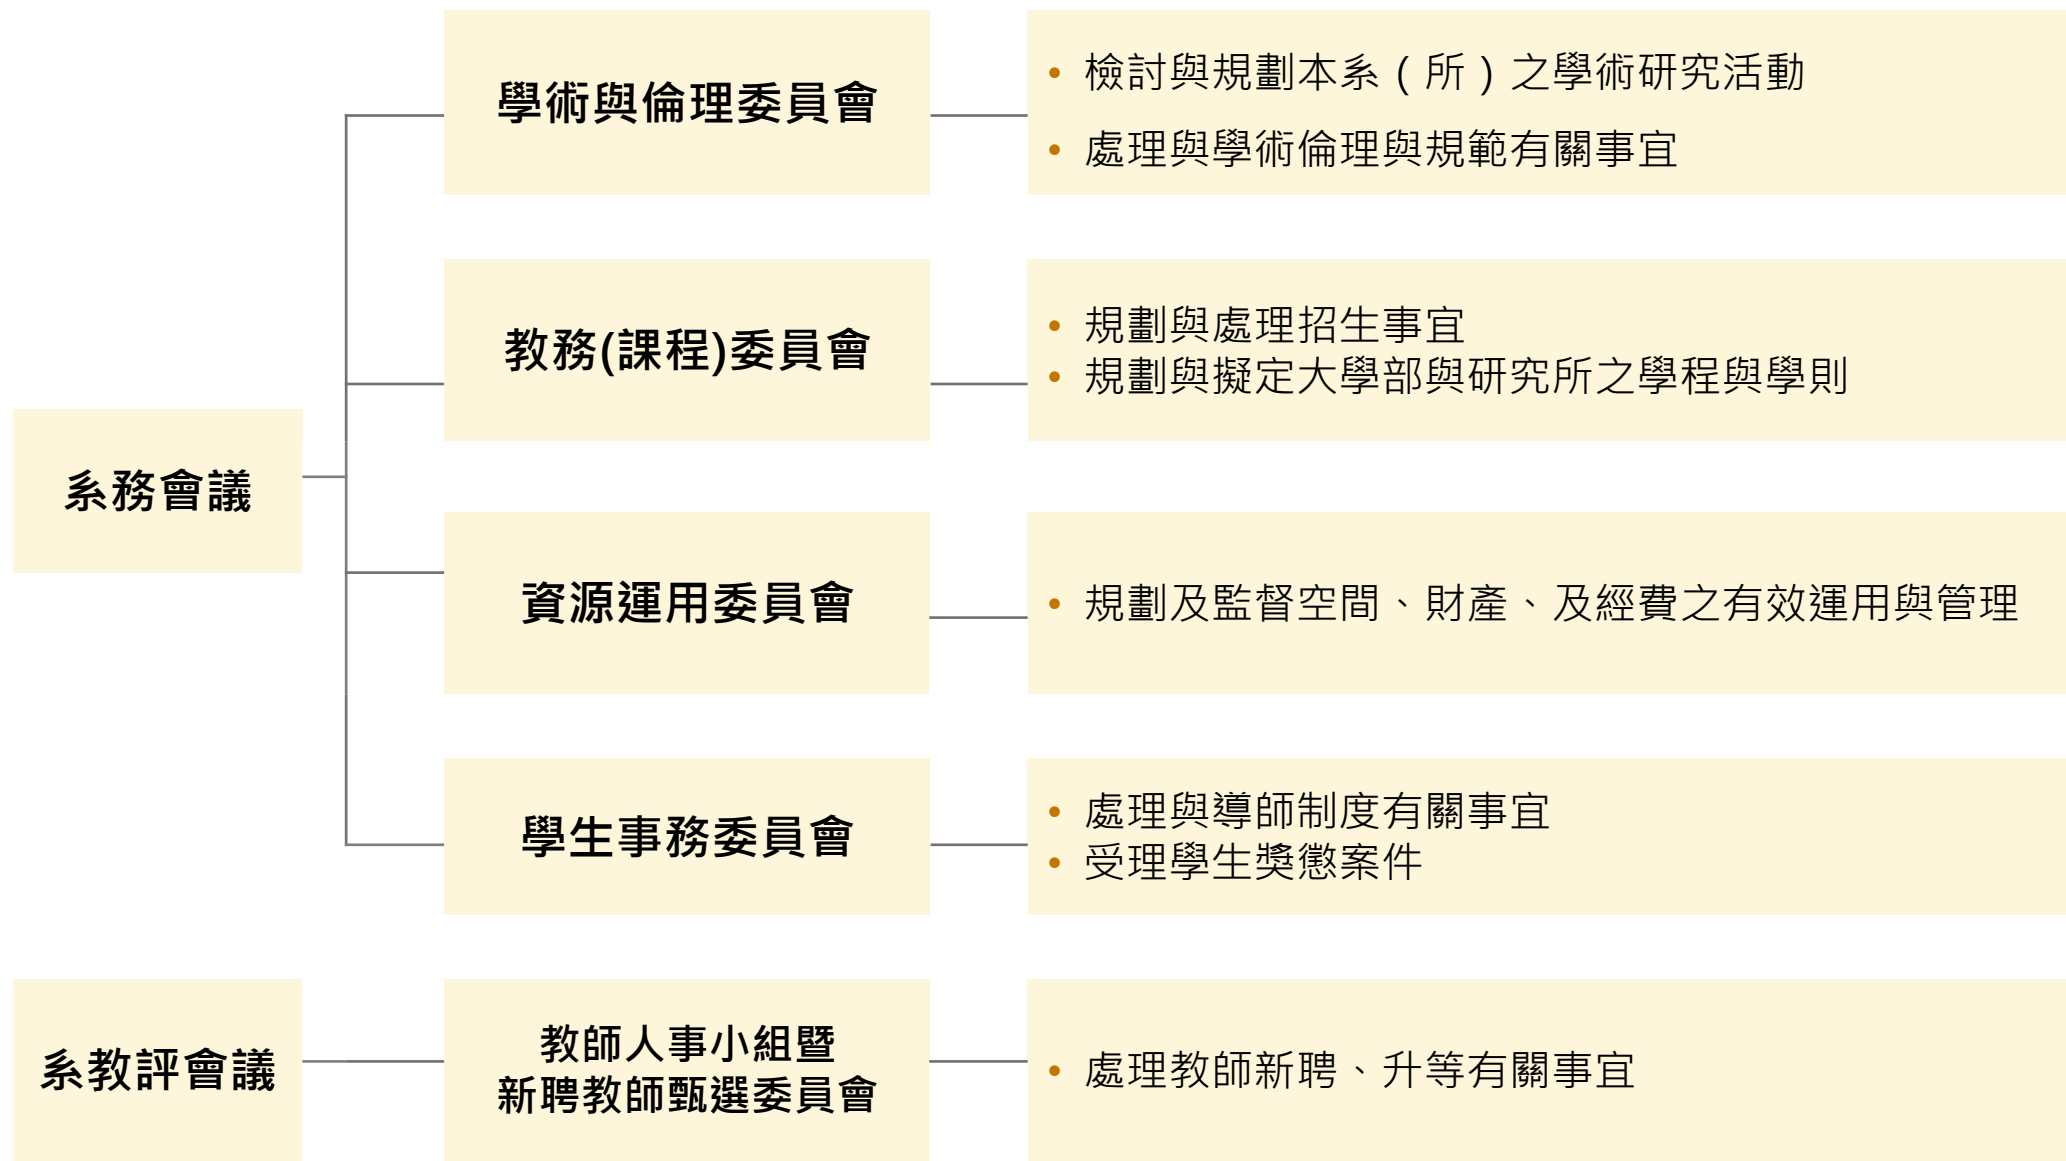 學術與倫理委員會
• 檢討與規劃本系（所）之學術研究活動
• 處理與學術倫理與規範有關事宜
教務(課程)委員會
• 規劃與處理招生事宜
• 規劃與擬定大學部與研究所之學程與學則
系務會議
資源運用委員會
• 規劃及監督空間、財產、及經費之有效運用與管理
學生事務委員會
• 處理與導師制度有關事宜
• 受理學生獎懲案件
系教評會議
教師人事小組暨
新聘教師甄選委員會
• 處理教師新聘、升等有關事宜